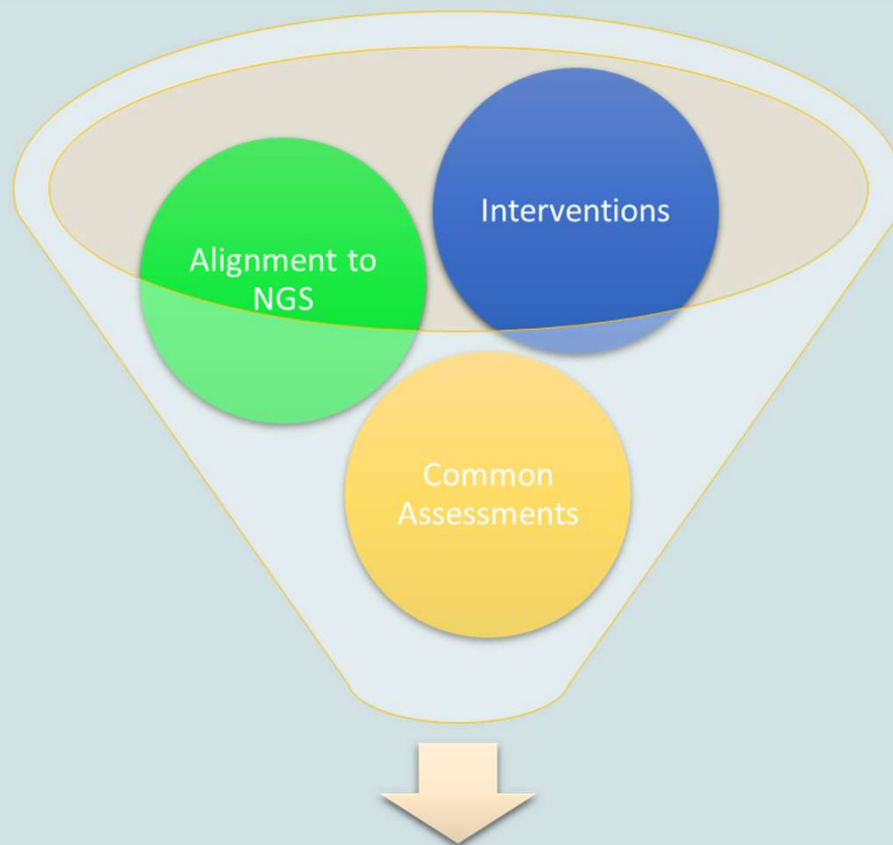 Interventions
Alignment to
NGS
Common
Assessments